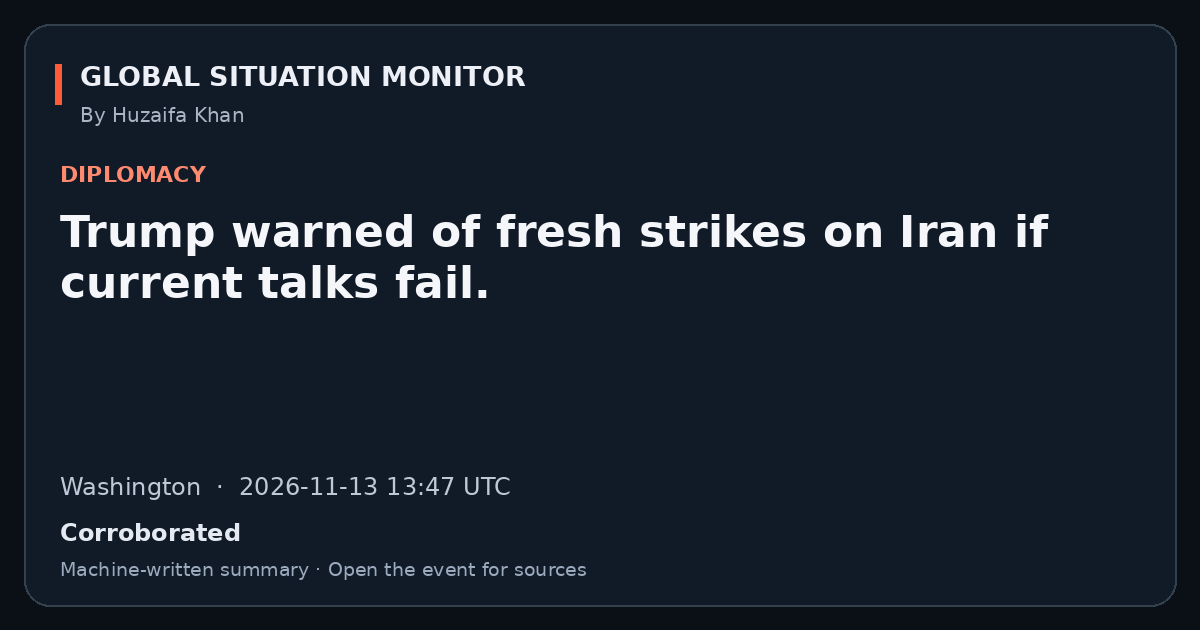 GLOBAL SITUATION MONITOR
By Huzaifa Khan
DIPLOMACY
Trump warned of fresh strikes on Iran if
current talks fail.
Washington · 2026-11-13 13:47 UTC
Corroborated
Machine-written summary · Open the event for sources